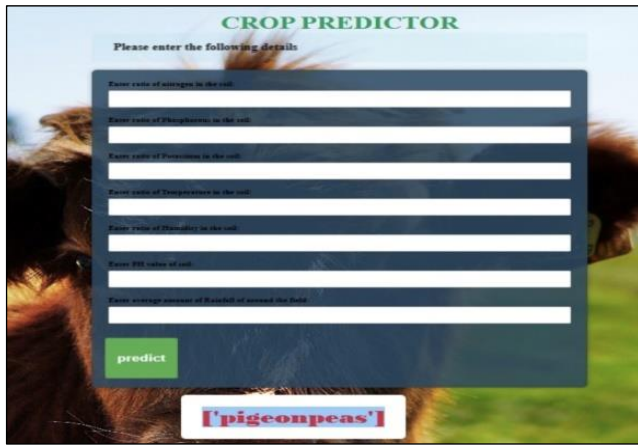 CROP PREDICTOR
Please enter the following details
Enter ratio of nitrogen in the soil:
Enter ratio of Phosphorus in the soil:
Enter ratio of Potassium in the soil:
Enter ratio of Temperature in the soil:
Enter ratio of Humidity in the soil:
Enter PH value of soil:
Enter average amount of Rainfall of around the field:
predict
['pigeonpeas']